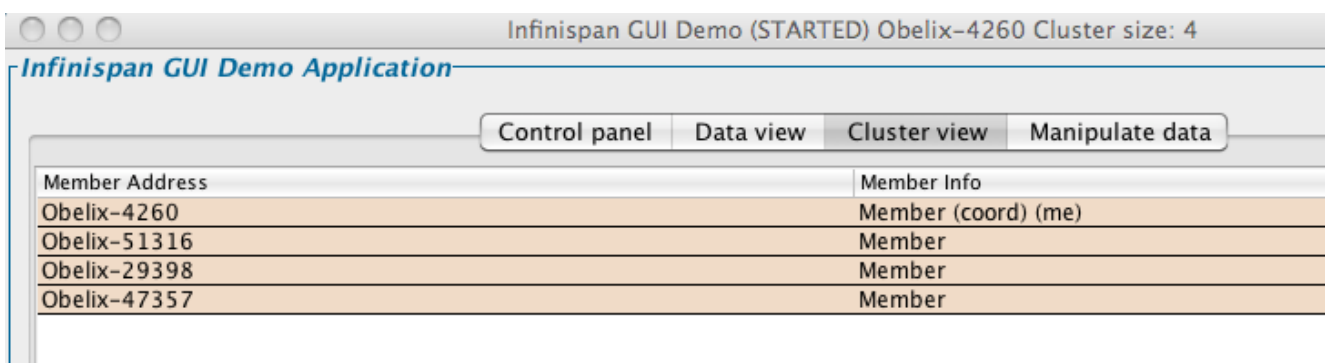 Infinispan GUI Demo (STARTED) Obelix-4260 Cluster size: 4
Infinispan GUI Demo Application
Control panel Data view Cluster view Manipulate data
Member Address Member Info
Obelix-4260 Member (coord) (me)
Obelix-51316 Member
Obelix-29398 Member
Obelix-47357 Member